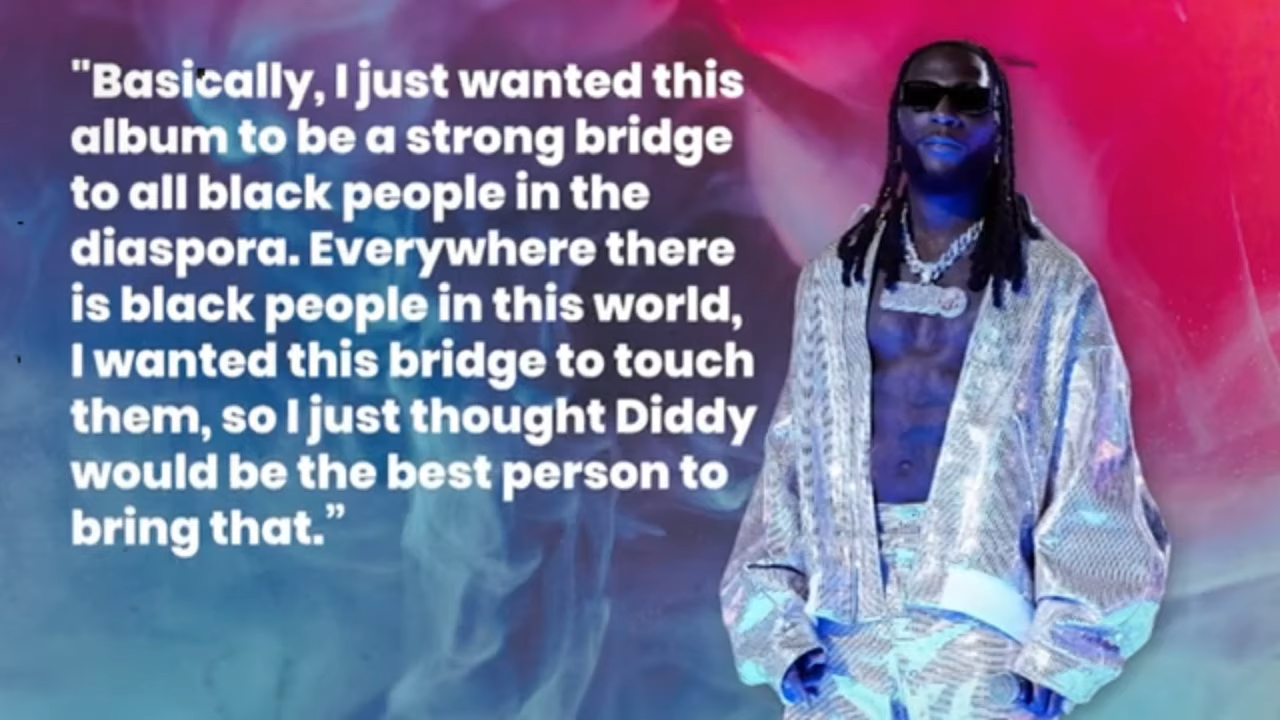 "Basically, I just wanted this
album to be a strong bridge
to all black people in the
diaspora. Everywhere there
is black people in this world,
I wanted this bridge to touch
them, so I just thought Diddy
would be the best person to
bring that.”